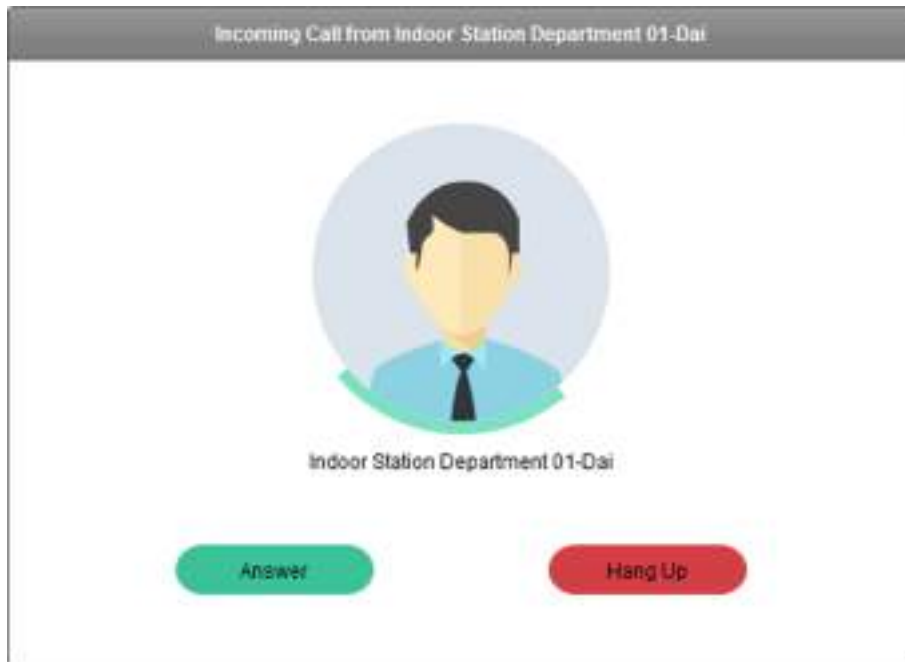 Incoming Call from Indoor Station Department 01-Dai
Indoor Station Department 01-Dai
Answer
Hang Up